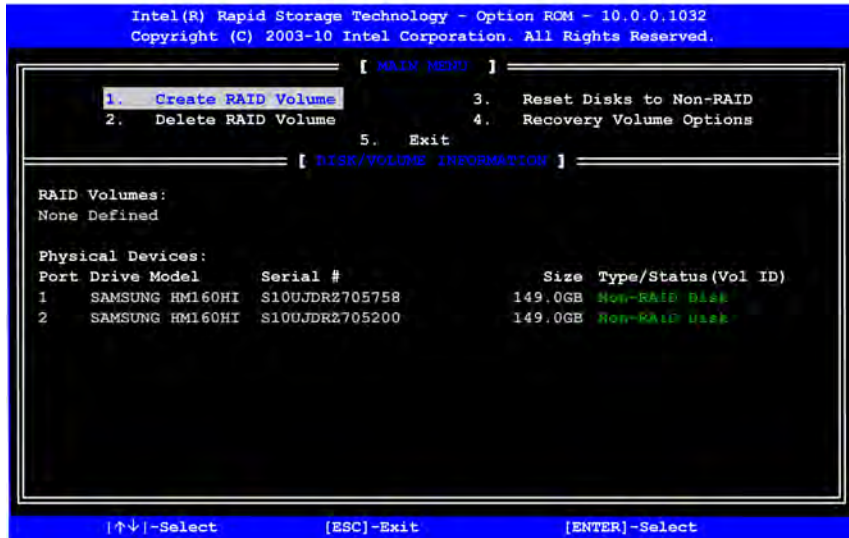 Intel(R) Rapid Storage Technology - Option ROM - 10.0.0.1032
Copyright (C) 2003-10 Intel Corporation. All Rights Reserved.
[ MAIN MENU ]
1. Create RAID Volume 3. Reset Disks to Non-RAID
2. Delete RAID Volume 4. Recovery Volume Options
5. Exit
[ DISK/VOLUME INFORMATION ]
RAID Volumes:
None Defined
Physical Devices:
Port Drive Model Serial # Size Type/Status(Vol ID)
1 SAMSUNG HM160HI S10UJDRZ705758 149.0GB Non-RAID Disk
2 SAMSUNG HM160HI S10UJDRZ705200 149.0GB Non-RAID Disk
|↑↓|-Select [ESC]-Exit [ENTER]-Select